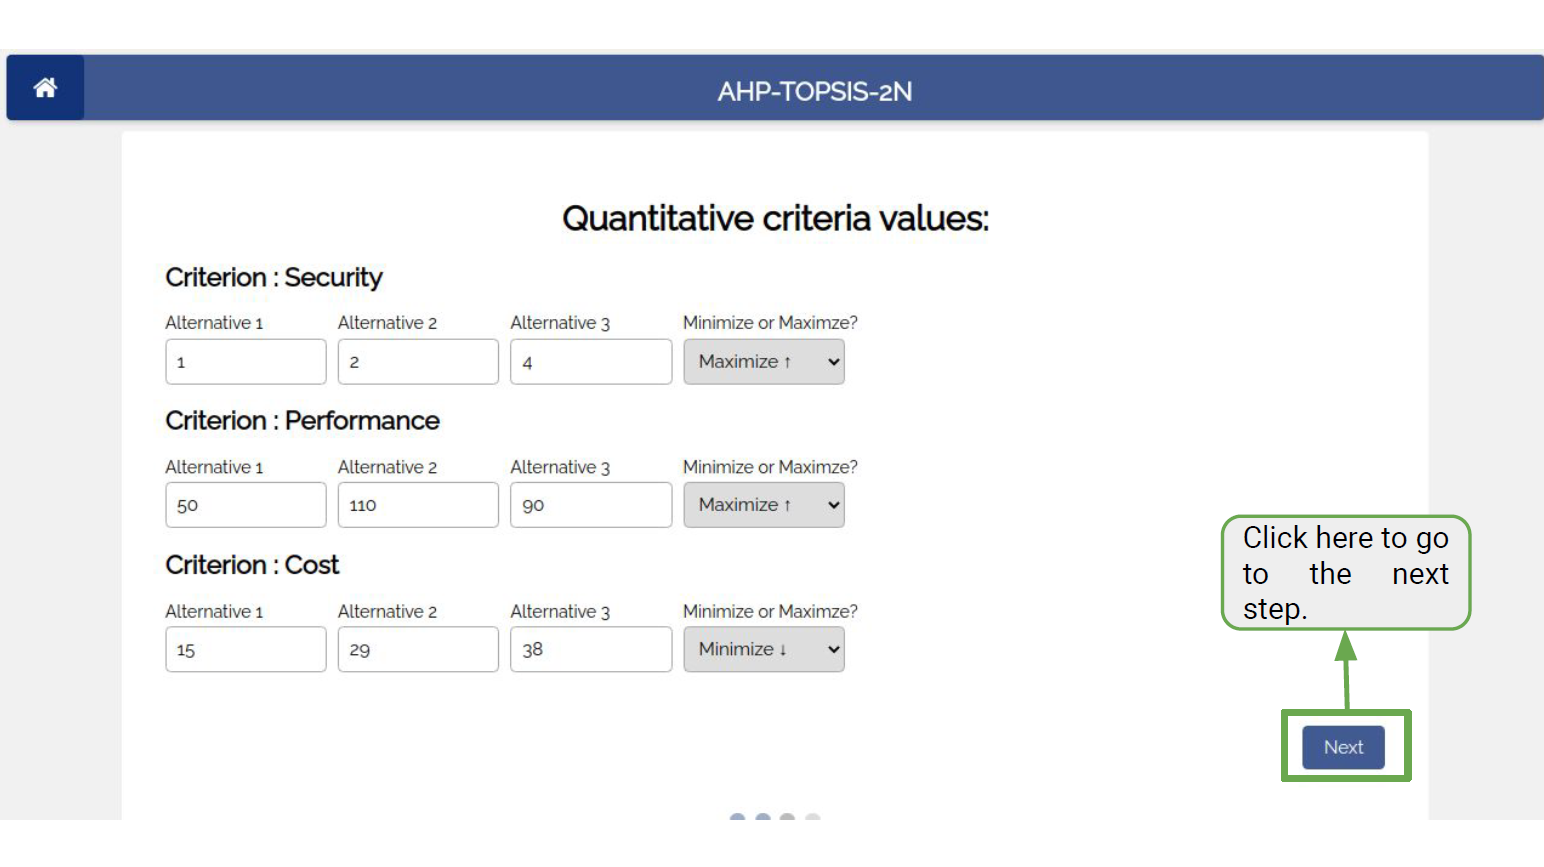 AHP-TOPSIS-2N
Quantitative criteria values:
Criterion : Security
Alternative 1 Alternative 2 Alternative 3 Minimize or Maximze?
1 2 4 Maximize ↑
Criterion : Performance
Alternative 1 Alternative 2 Alternative 3 Minimize or Maximze?
50 110 90 Maximize ↑
Criterion : Cost
Alternative 1 Alternative 2 Alternative 3 Minimize or Maximze?
15 29 38 Minimize ↓
Click here to go
to the next
step.
Next